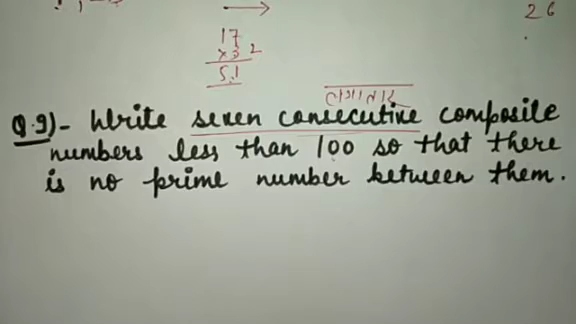 26
17
×3 2
51
लगातार
Q.9)- Write seven consecutive composite
numbers less than 100 so that there
is no prime number between them.